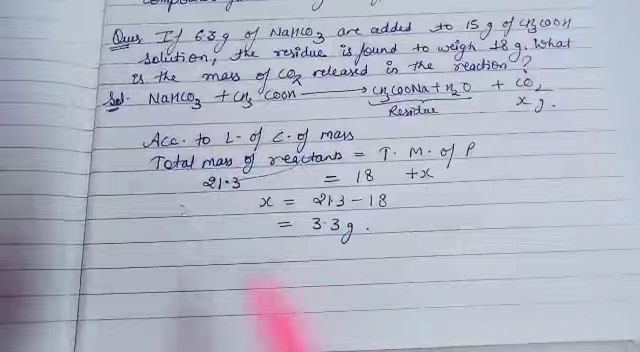 Ques If 6.3 g of NaHCO3 are added to 15 g of CH3COOH
solution, the residue is found to weigh 18 g. What
is the mass of CO2 released in the reaction?
Sol. NaHCO3 + CH3COOH → CH3COONa + H2O + CO2
Residue x g.
Acc. to L. of C. of mass
Total mass of reactants = T. M. of P
21.3 = 18 + x
x = 21.3 - 18
= 3.3 g.